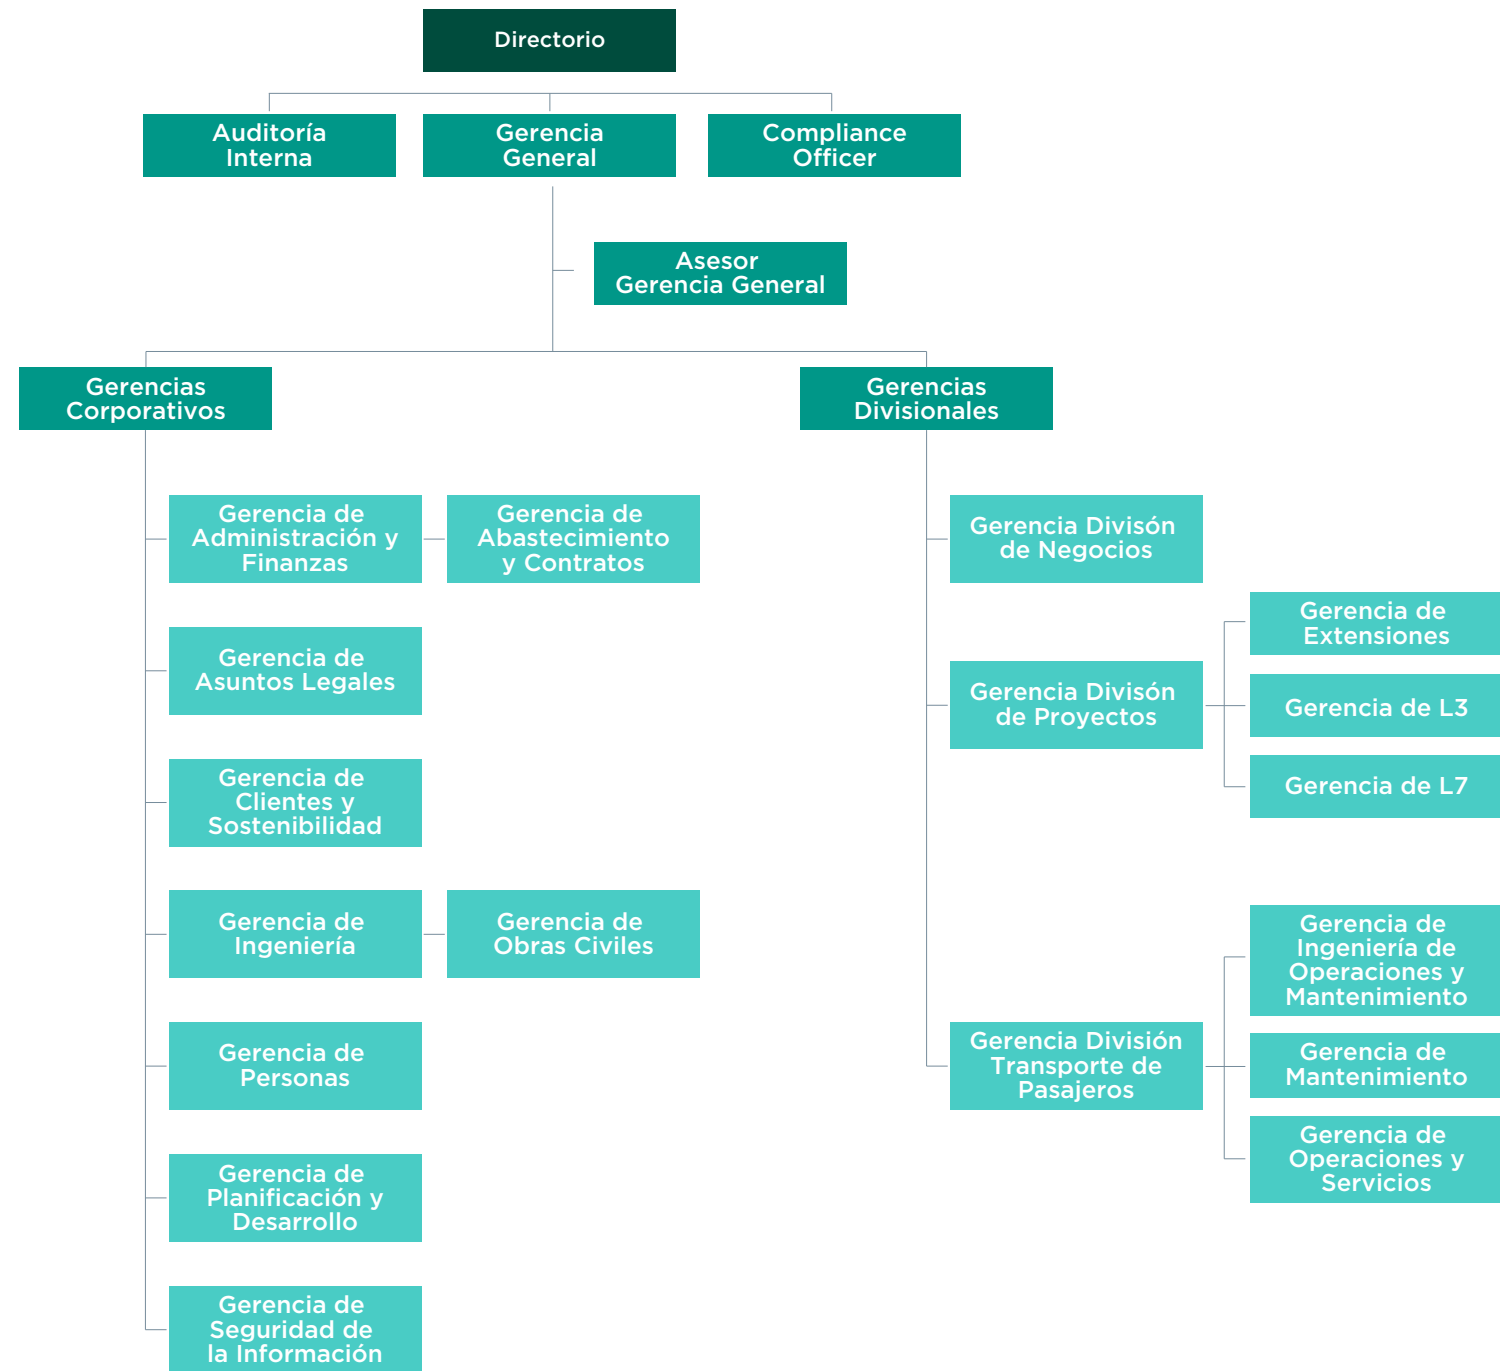 Directorio
Auditoría
Interna
Gerencia
General
Compliance
Officer
Asesor
Gerencia General
Gerencias
Corporativos
Gerencias
Divisionales
Gerencia de
Administración y
Finanzas
Gerencia de
Abastecimiento
y Contratos
Gerencia de
Asuntos Legales
Gerencia de
Clientes y
Sostenibilidad
Gerencia de
Ingeniería
Gerencia de
Obras Civiles
Gerencia de
Personas
Gerencia de
Planificación y
Desarrollo
Gerencia de
Seguridad de
la Información
Gerencia Divisón
de Negocios
Gerencia Divisón
de Proyectos
Gerencia de
Extensiones
Gerencia de L3
Gerencia de L7
Gerencia División
Transporte de
Pasajeros
Gerencia de
Ingeniería de
Operaciones y
Mantenimiento
Gerencia de
Mantenimiento
Gerencia de
Operaciones y
Servicios